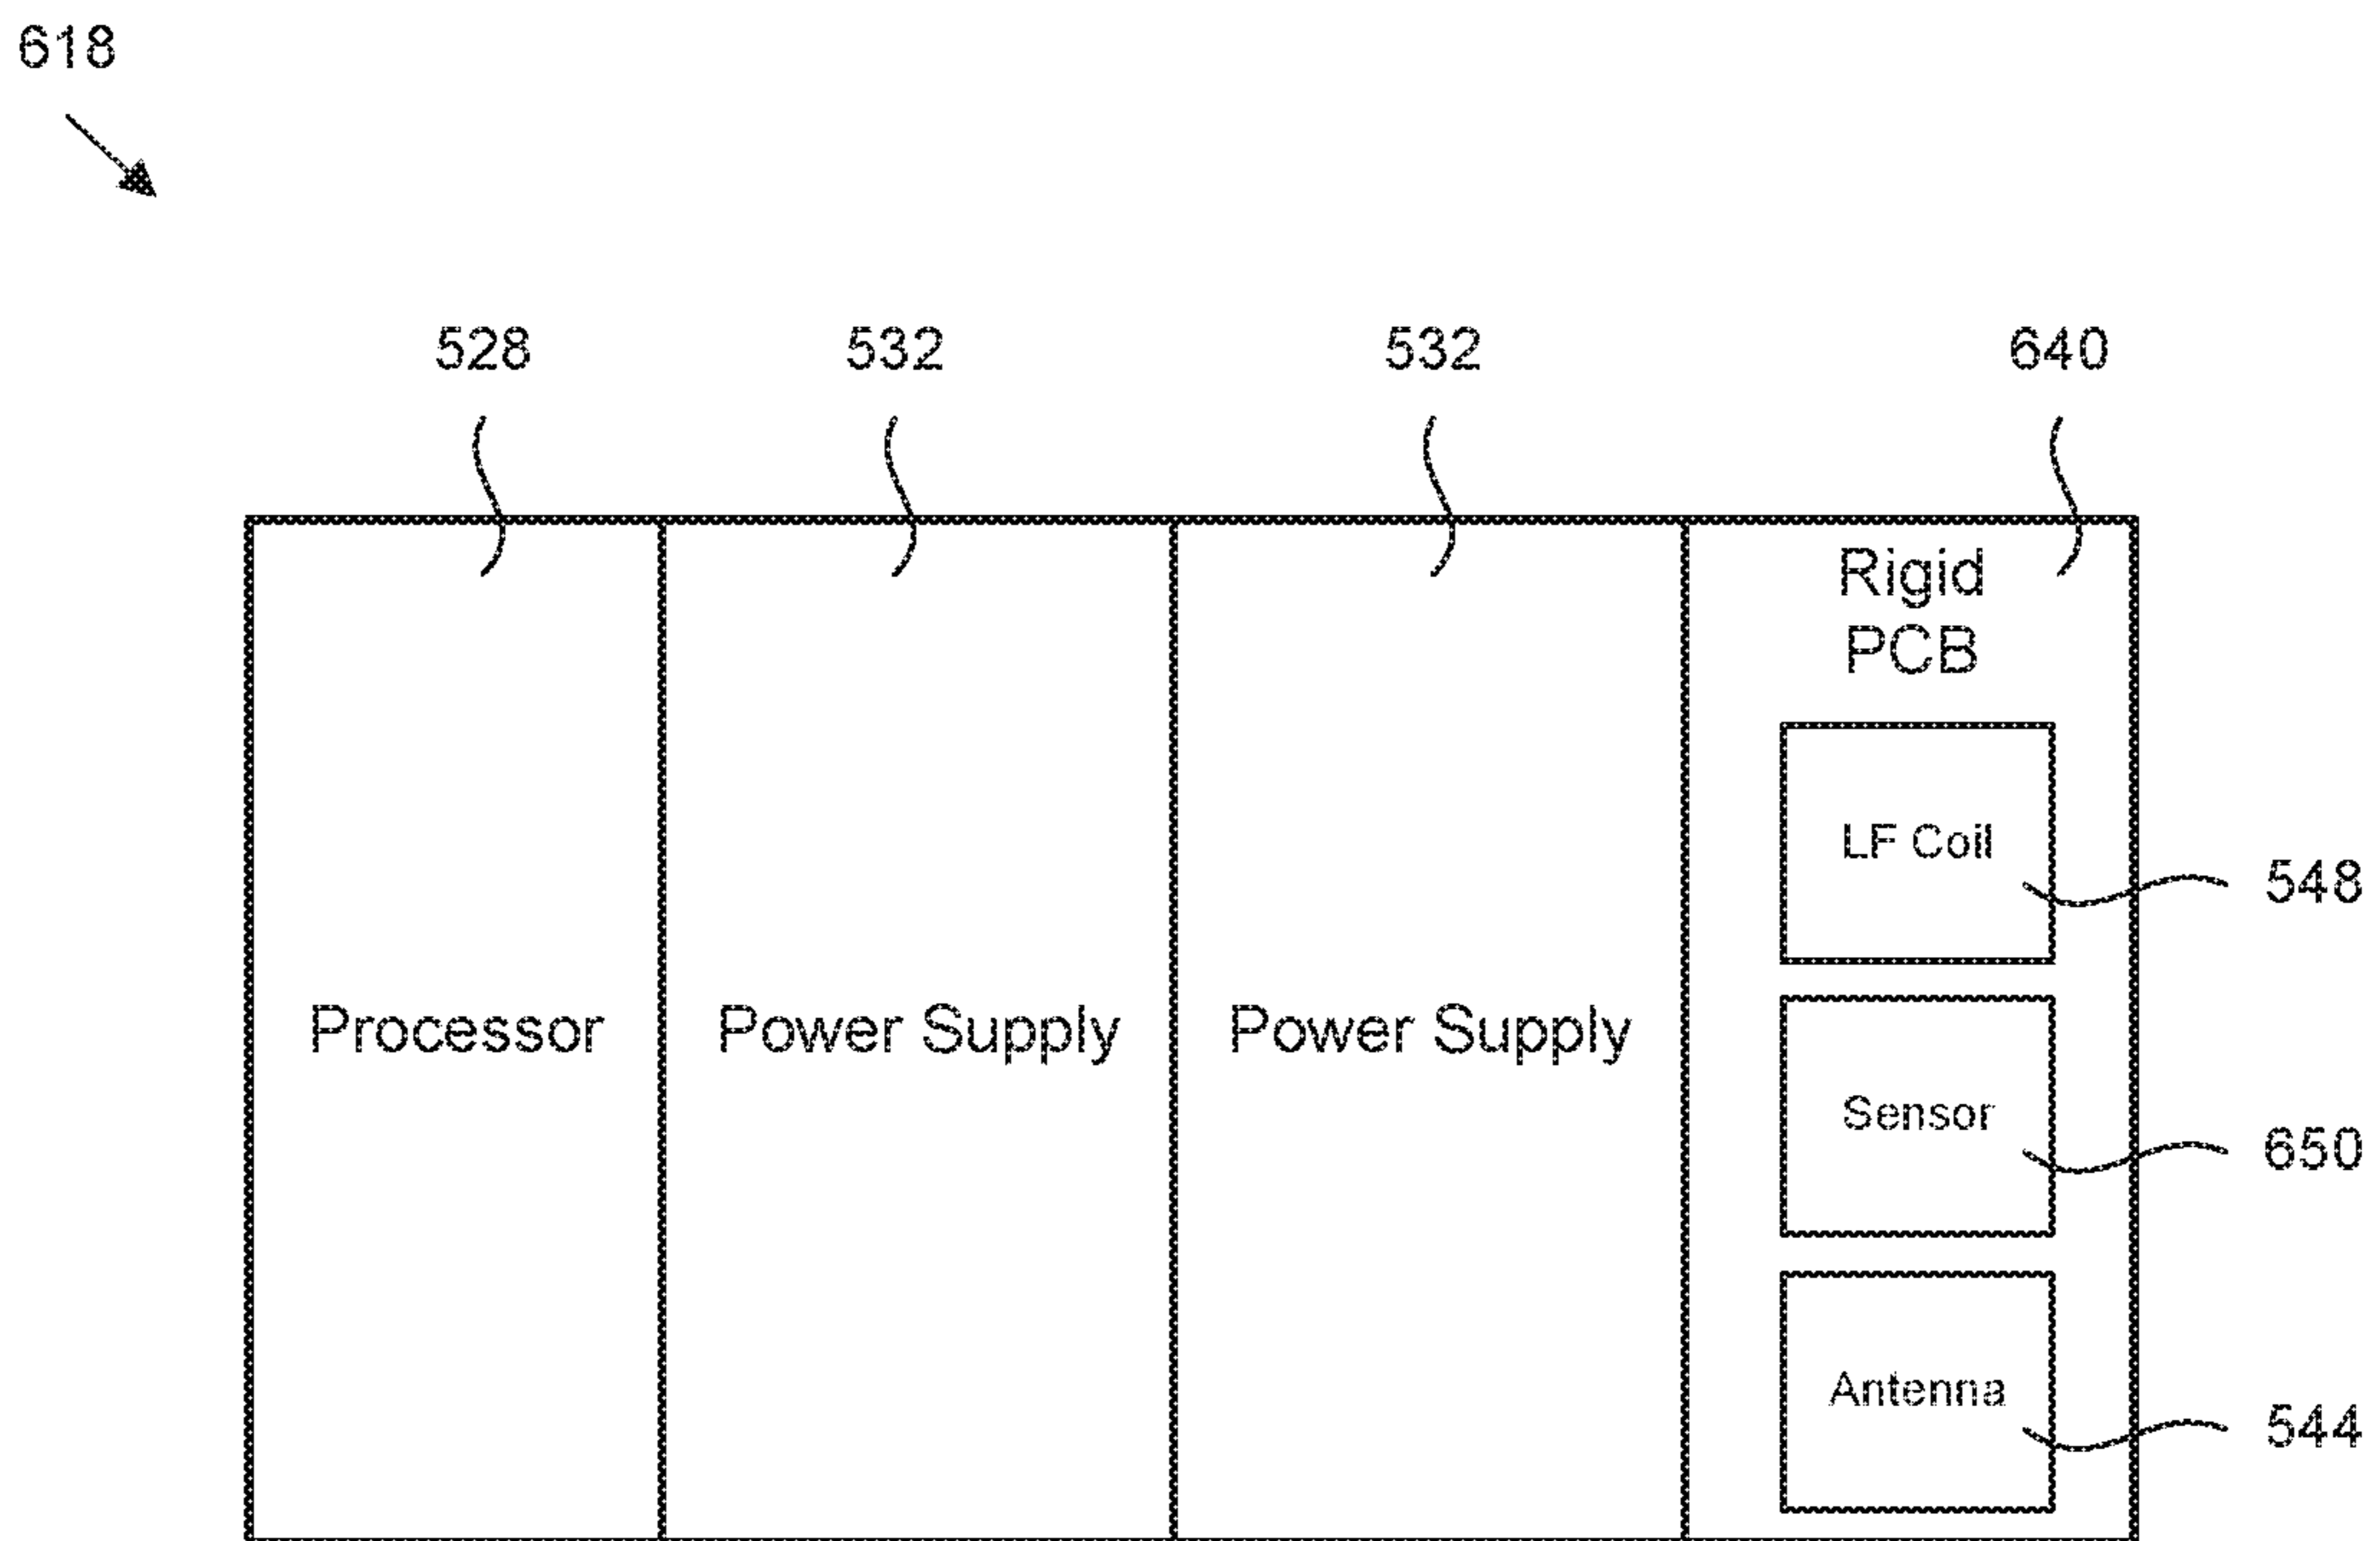 618
528
532
532
640
Rigid
PCB
LF Coil
548
Processor
Power Supply
Power Supply
Sensor
650
Antenna
544